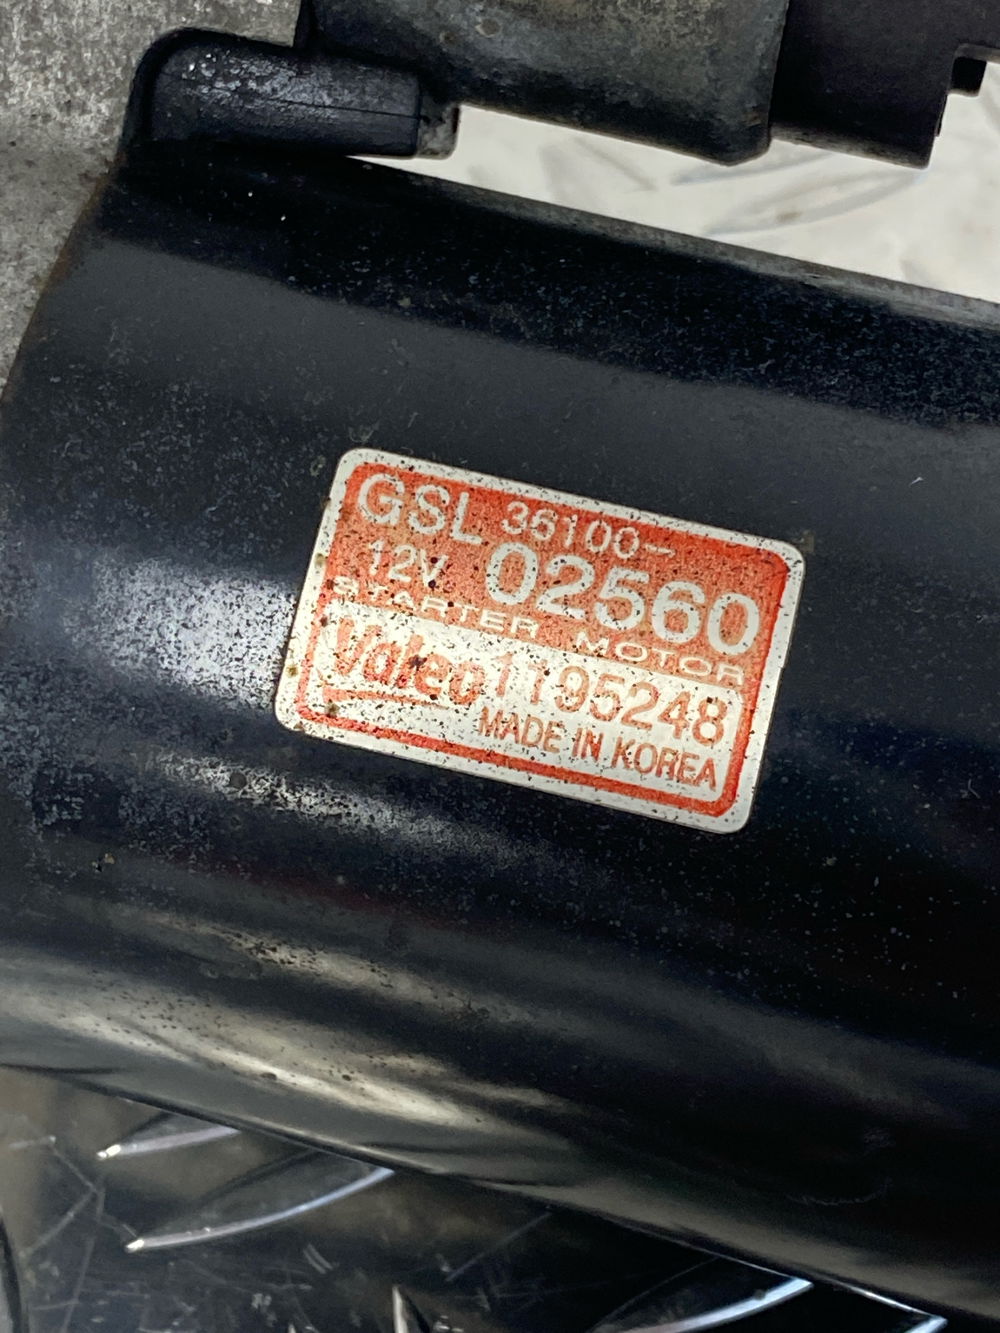 GSL 36100-
12V 02560
STARTER MOTOR
Valeo 1195248
MADE IN KOREA